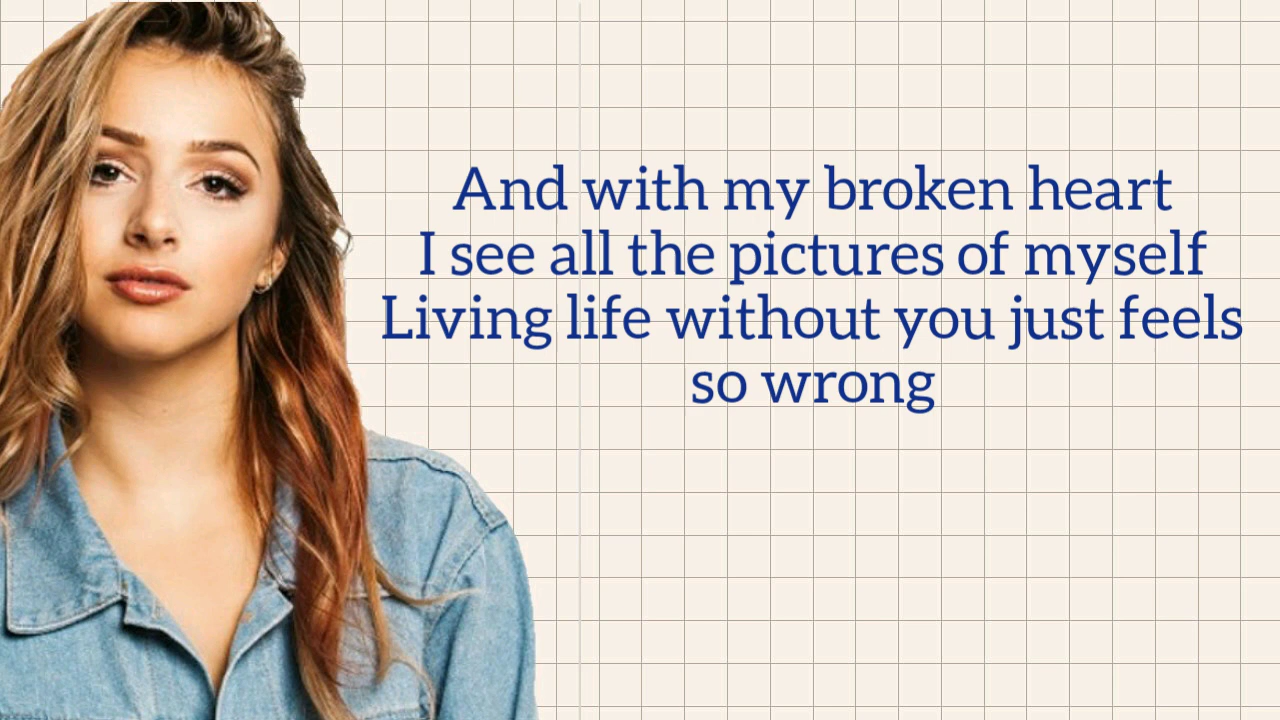 And with my broken heart
I see all the pictures of myself
Living life without you just feels
so wrong